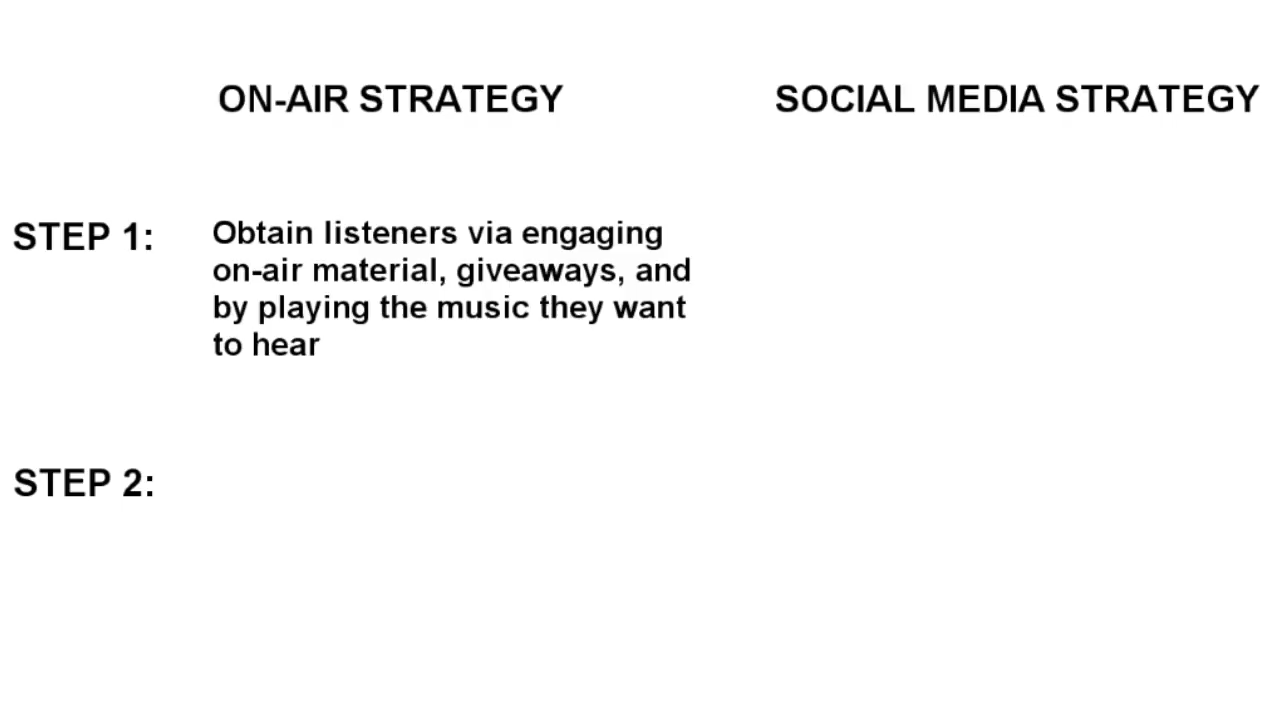 ON-AIR STRATEGY SOCIAL MEDIA STRATEGY
STEP 1: Obtain listeners via engaging
on-air material, giveaways, and
by playing the music they want
to hear
STEP 2: